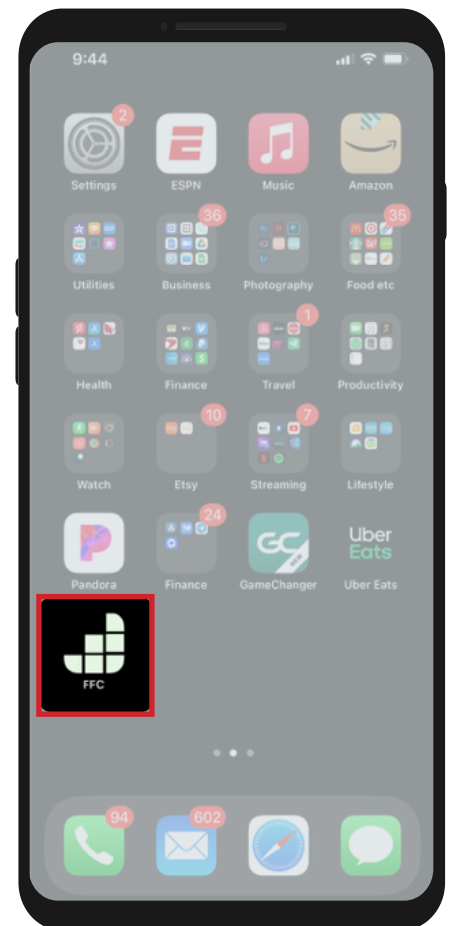 9:44
2
Settings ESPN Music Amazon
36 35
Utilities Business Photography Food etc
1
Health Finance Travel Productivity
10 7
Watch Etsy Streaming Lifestyle
24
GC
Uber
Eats
Pandora Finance GameChanger Uber Eats
FFC
94 602